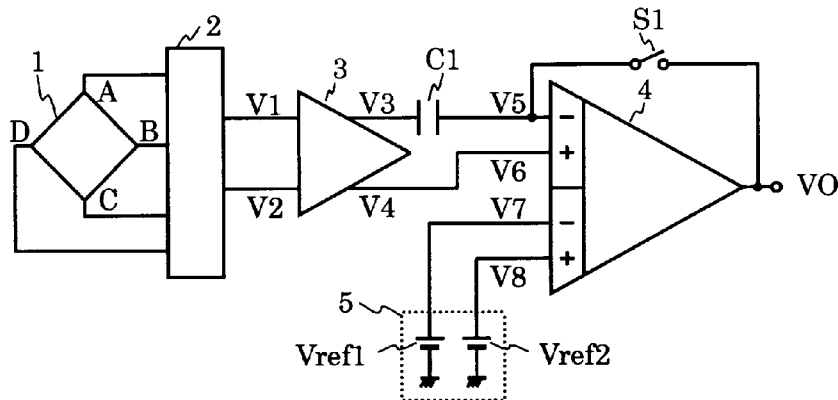 S1
2
1
3
C1
A
V1
V3
V5
−
4
D
B
+
V6
VO
C
V2
V4
V7
−
V8
+
5
Vref1
Vref2